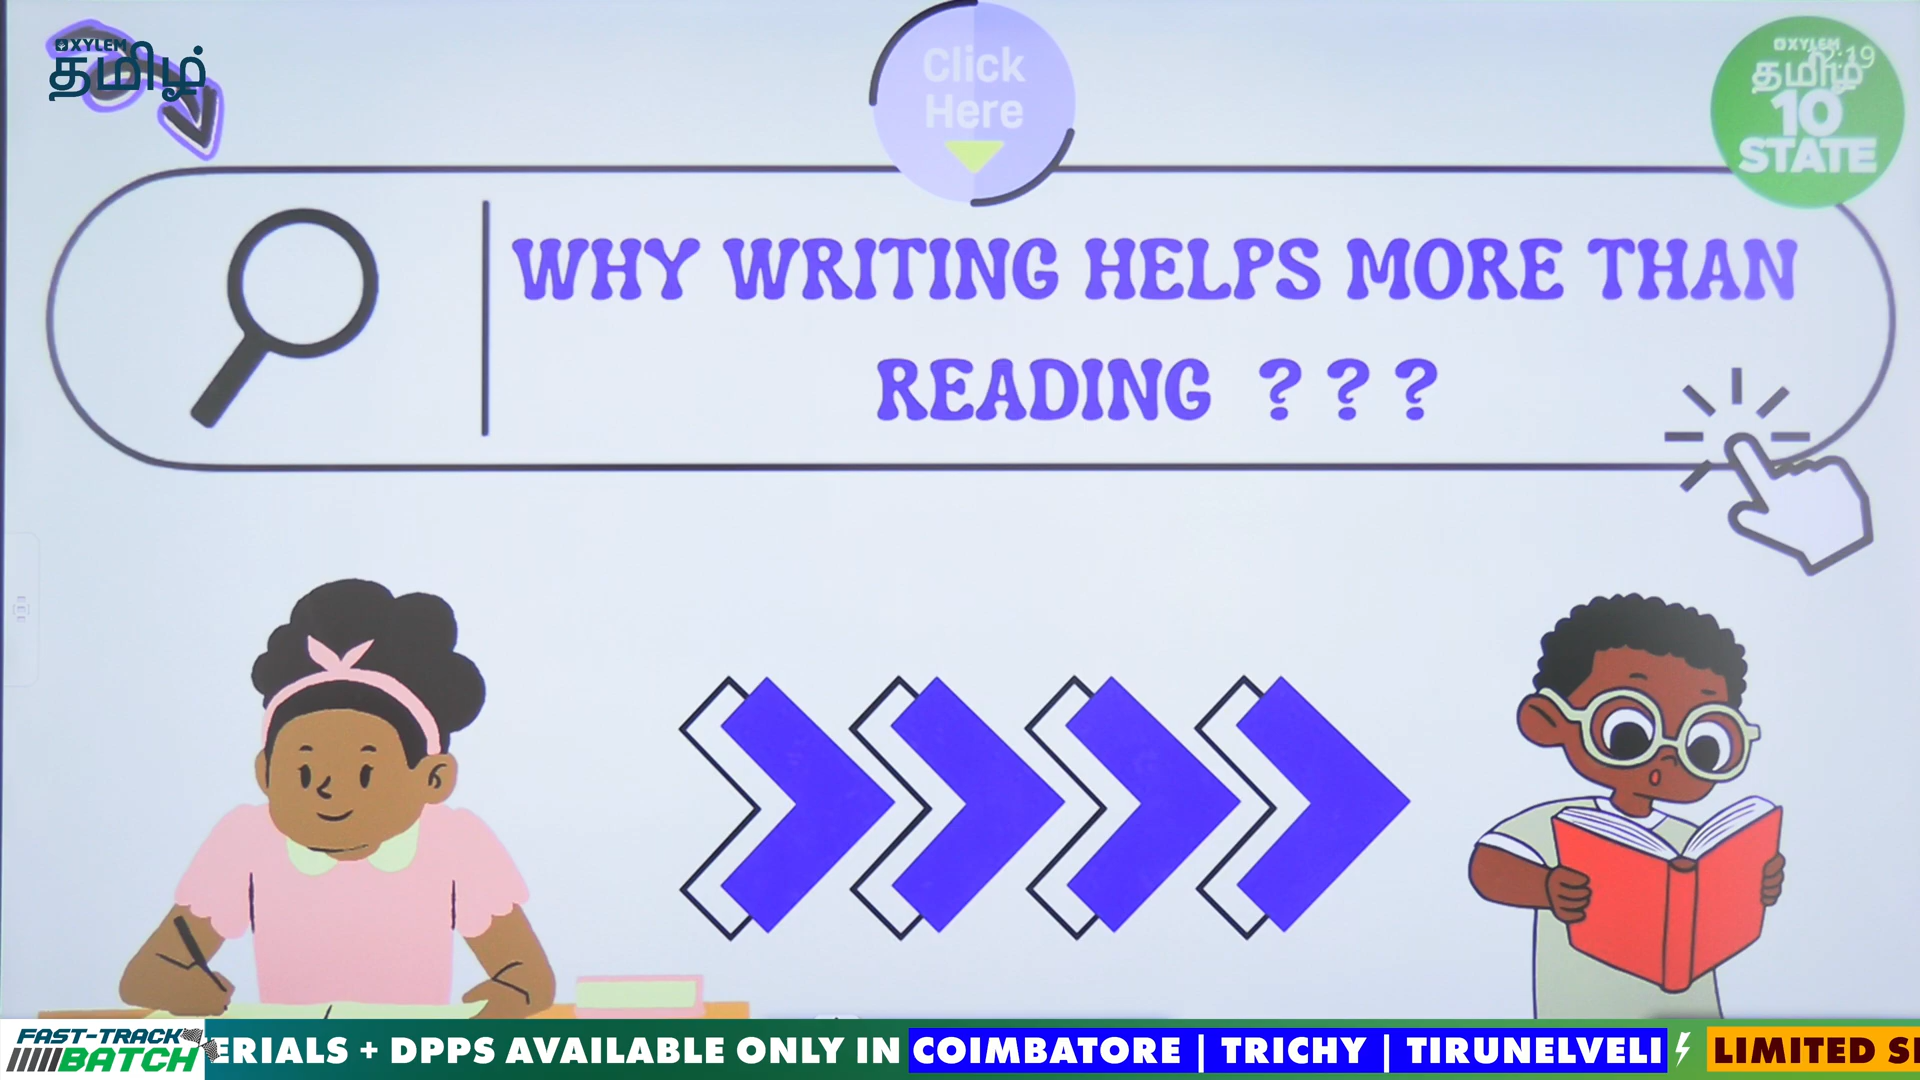 XYLEM
தமிழ்
Click
Here
XYLEM
தமிழ்
10
STATE
WHY WRITING HELPS MORE THAN
READING ???
FAST-TRACK
BATCH
ERIALS + DPPS AVAILABLE ONLY IN COIMBATORE | TRICHY | TIRUNELVELI LIMITED